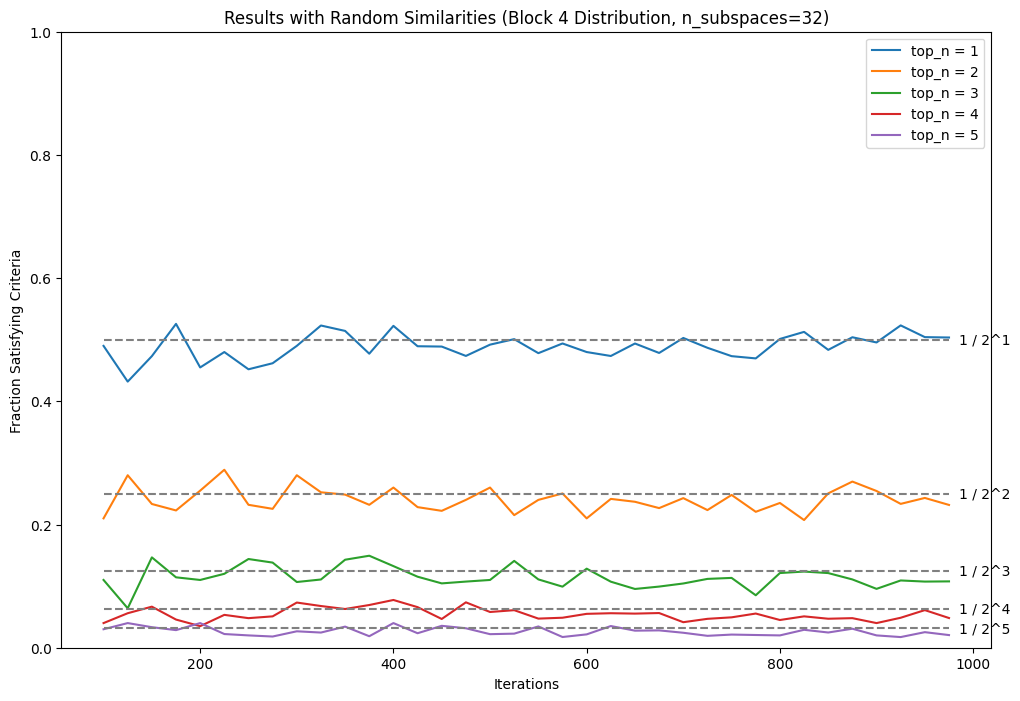 Results with Random Similarities (Block 4 Distribution, n_subspaces=32)
top_n = 1
top_n = 2
top_n = 3
top_n = 4
top_n = 5
Fraction Satisfying Criteria
1.0
0.8
0.6
0.4
0.2
0.0
1 / 2^1
1 / 2^2
1 / 2^3
1 / 2^4
1 / 2^5
200
400
600
800
1000
Iterations